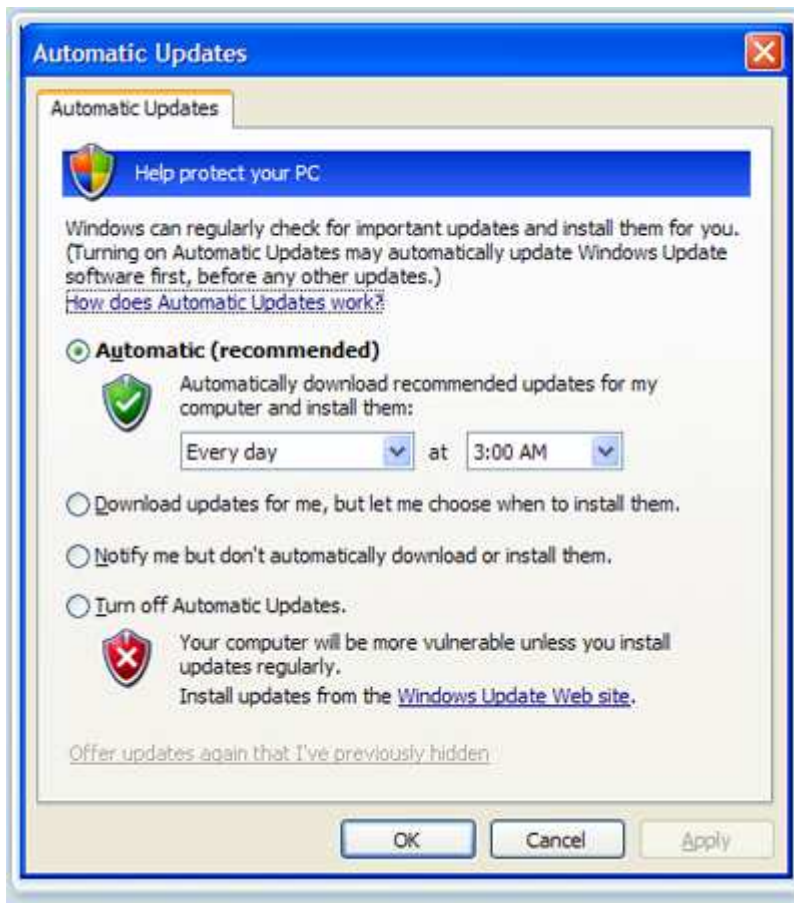 Automatic Updates
Automatic Updates
Help protect your PC
Windows can regularly check for important updates and install them for you.
(Turning on Automatic Updates may automatically update Windows Update
software first, before any other updates.)
How does Automatic Updates work?
Automatic (recommended)
Automatically download recommended updates for my
computer and install them:
Every day at 3:00 AM
Download updates for me, but let me choose when to install them.
Notify me but don't automatically download or install them.
Turn off Automatic Updates.
Your computer will be more vulnerable unless you install
updates regularly.
Install updates from the Windows Update Web site.
Offer updates again that I've previously hidden
OK Cancel Apply